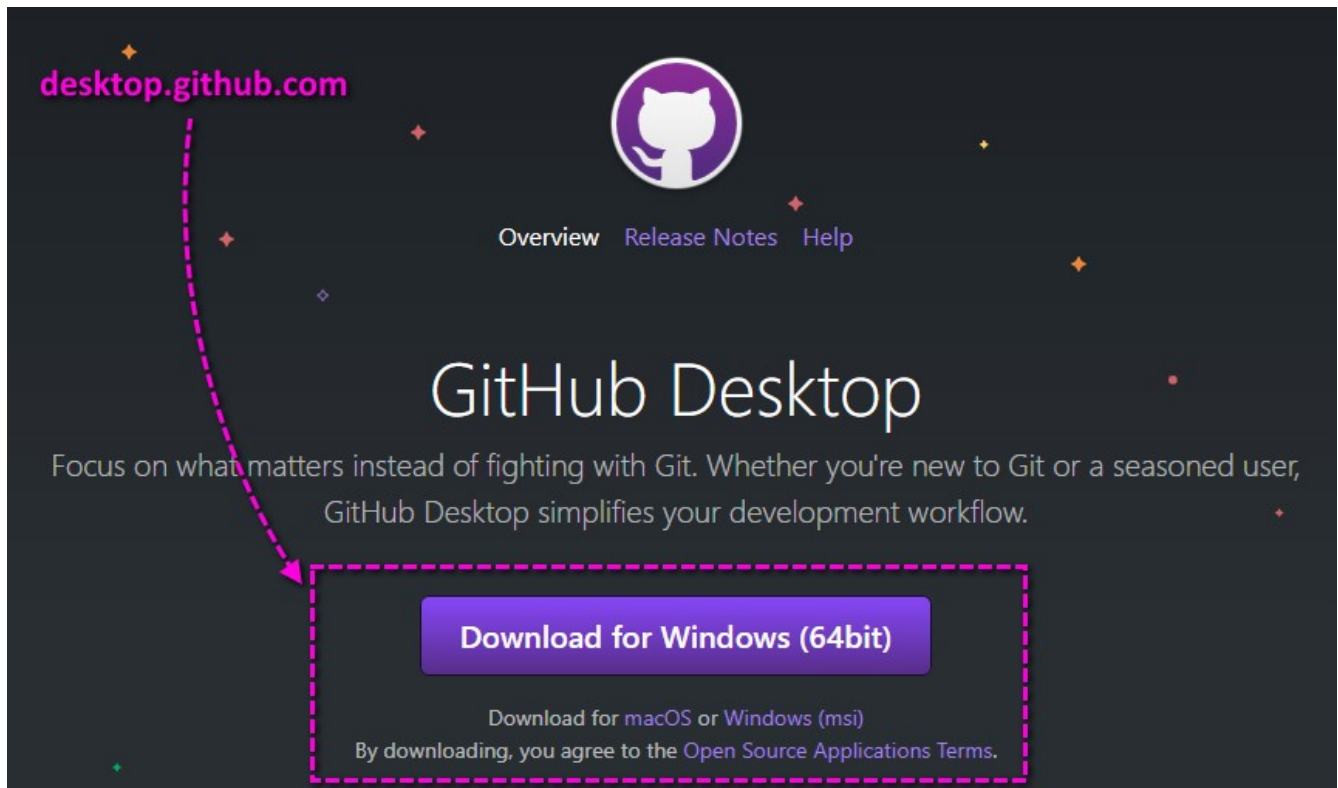 desktop.github.com
Overview Release Notes Help
GitHub Desktop
Focus on what matters instead of fighting with Git. Whether you're new to Git or a seasoned user,
GitHub Desktop simplifies your development workflow.
Download for Windows (64bit)
Download for macOS or Windows (msi)
By downloading, you agree to the Open Source Applications Terms.